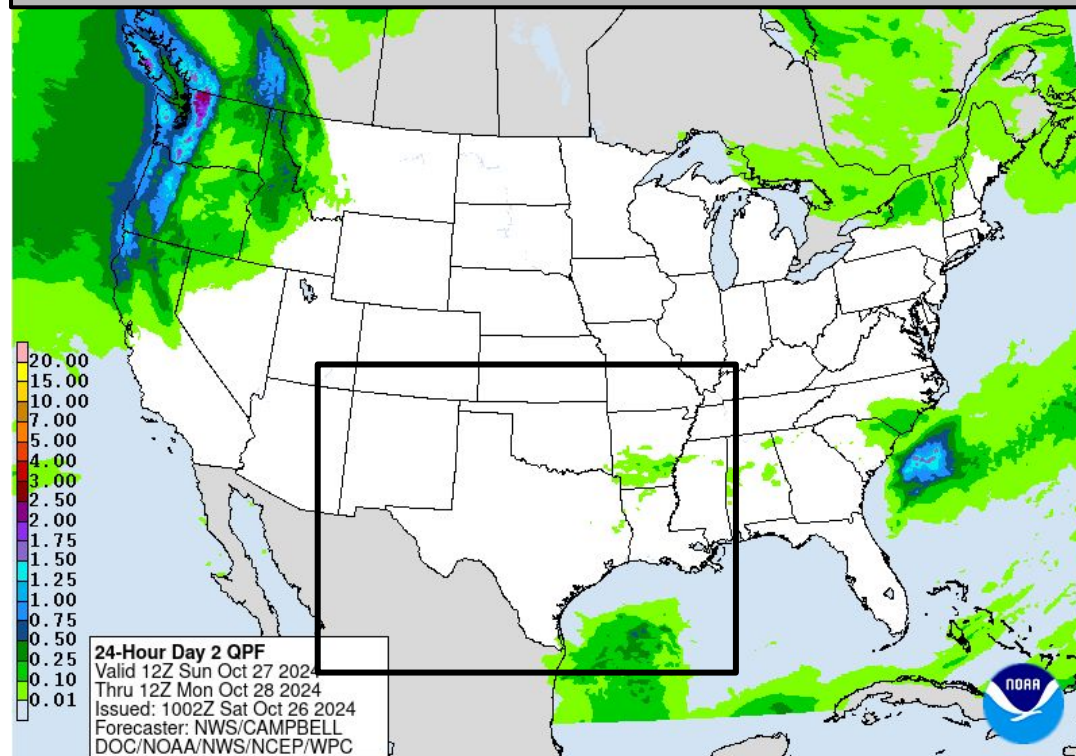 20.00
15.00
10.00
7.00
5.00
4.00
3.00
2.50
2.00
1.75
1.50
1.25
1.00
0.75
0.50
0.25
0.10
0.01
24-Hour Day 2 QPF
Valid 12Z Sun Oct 27 2024
Thru 12Z Mon Oct 28 2024
Issued: 1002Z Sat Oct 26 2024
Forecaster: NWS/CAMPBELL
DOC/NOAA/NWS/NCEP/WPC
NOAA